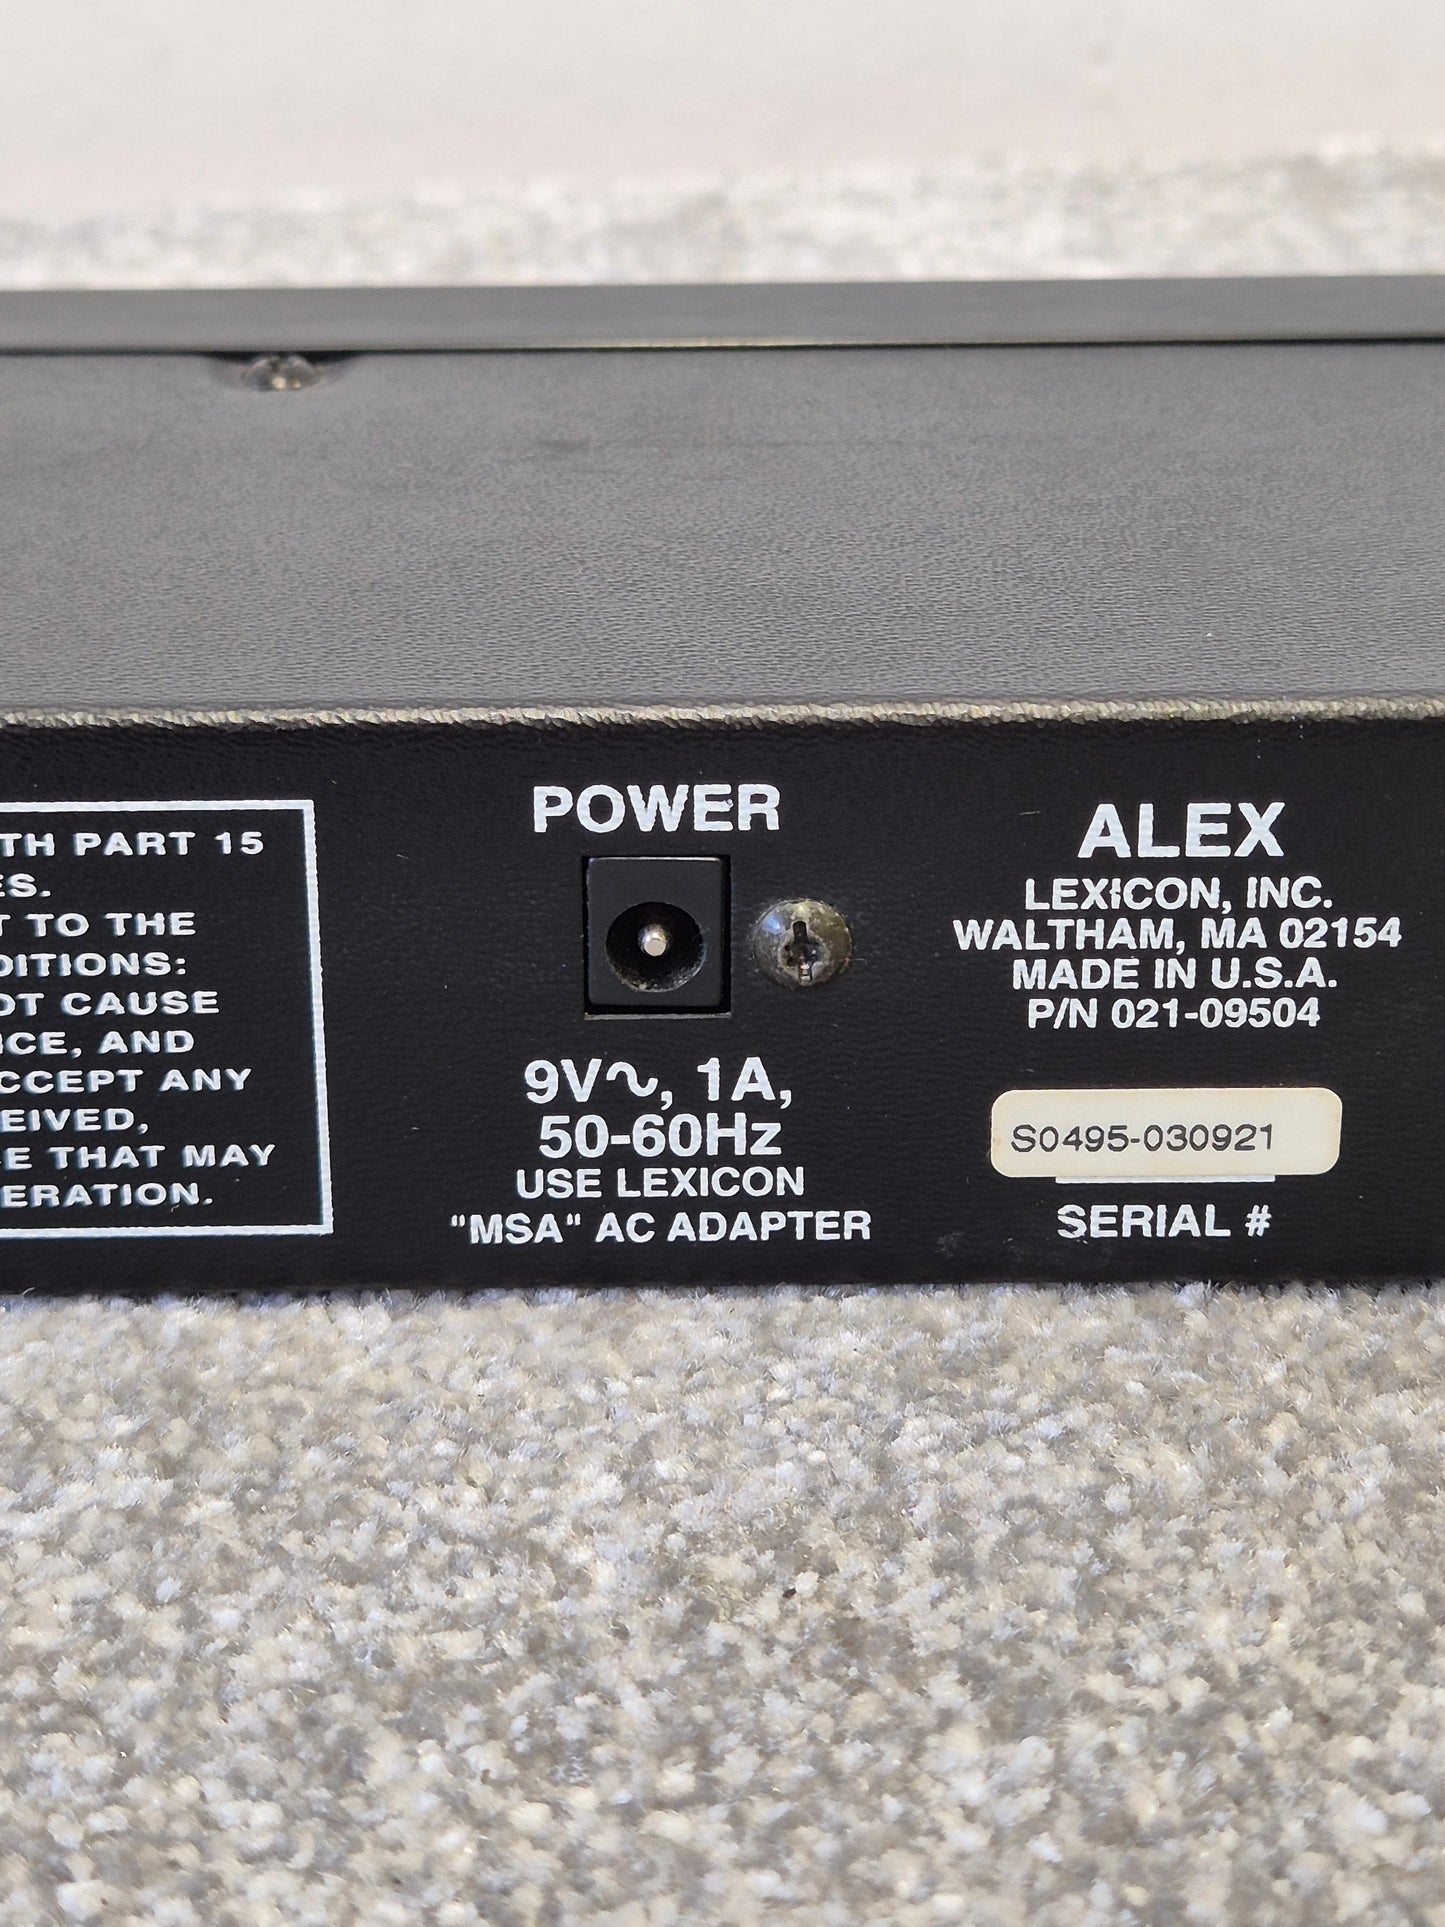 TH PART 15
ES.
T TO THE
DITIONS:
OT CAUSE
ICE, AND
CCEPT ANY
EIVED,
E THAT MAY
ERATION.
POWER
9V∿, 1A,
50-60Hz
USE LEXICON
"MSA" AC ADAPTER
ALEX
LEXICON, INC.
WALTHAM, MA 02154
MADE IN U.S.A.
P/N 021-09504
S0495-030921
SERIAL #